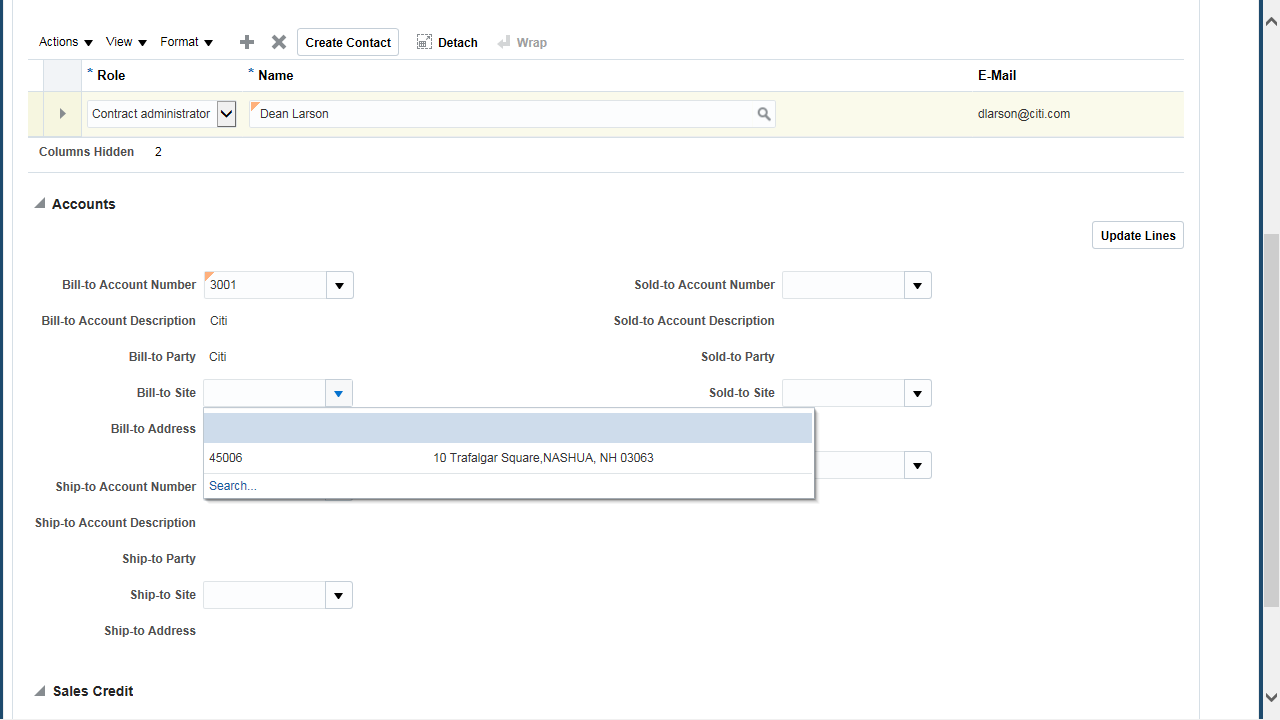 Actions View Format Create Contact Detach Wrap
* Role * Name E-Mail
Contract administrator Dean Larson dlarson@citi.com
Columns Hidden 2
Accounts
Update Lines
Bill-to Account Number 3001 Sold-to Account Number
Bill-to Account Description Citi Sold-to Account Description
Bill-to Party Citi Sold-to Party
Bill-to Site Sold-to Site
Bill-to Address
45006 10 Trafalgar Square,NASHUA, NH 03063
Search...
Ship-to Account Number
Ship-to Account Description
Ship-to Party
Ship-to Site
Ship-to Address
Sales Credit